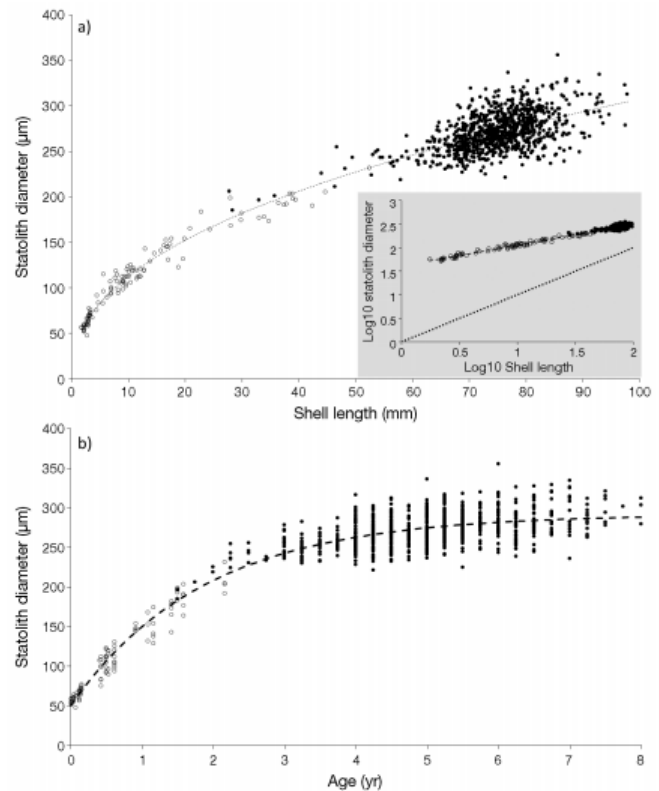 a)
400
350
300
250
200
150
100
50
0
Statolith diameter (µm)
3
2.5
2
1.5
1
0.5
0
Log10 statolith diameter
0 0.5 1 1.5 2
Log10 Shell length
0 10 20 30 40 50 60 70 80 90 100
Shell length (mm)
b)
400
350
300
250
200
150
100
50
0
Statolith diameter (µm)
0 1 2 3 4 5 6 7 8
Age (yr)